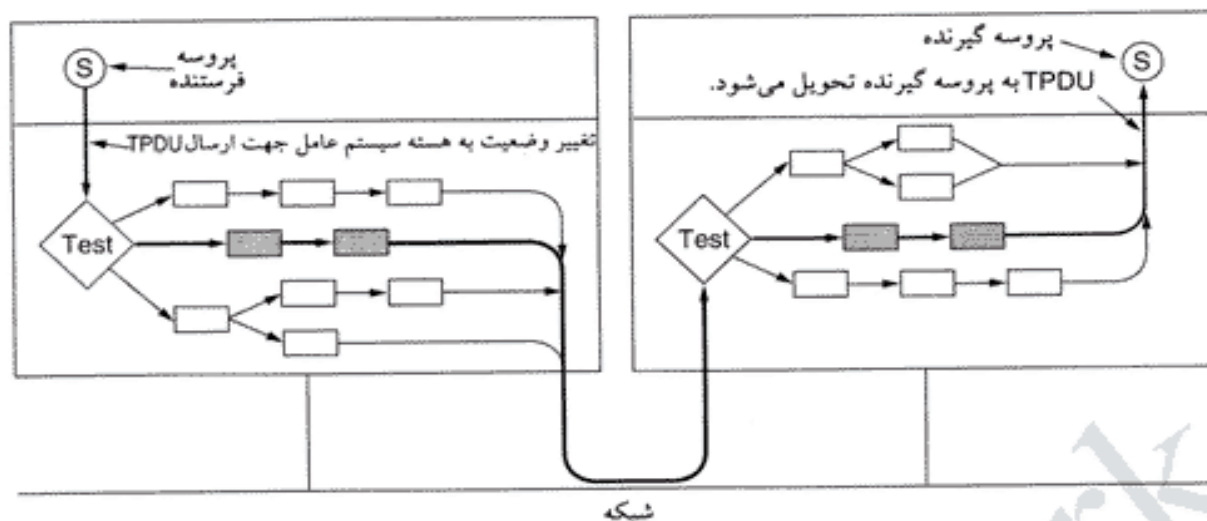 S
پروسه
فرستنده
تغییر وضعیت به هسته سیستم عامل جهت ارسال TPDU
Test
پروسه گیرنده
S
TPDU به پروسه گیرنده تحویل می‌شود.
Test
شبکه